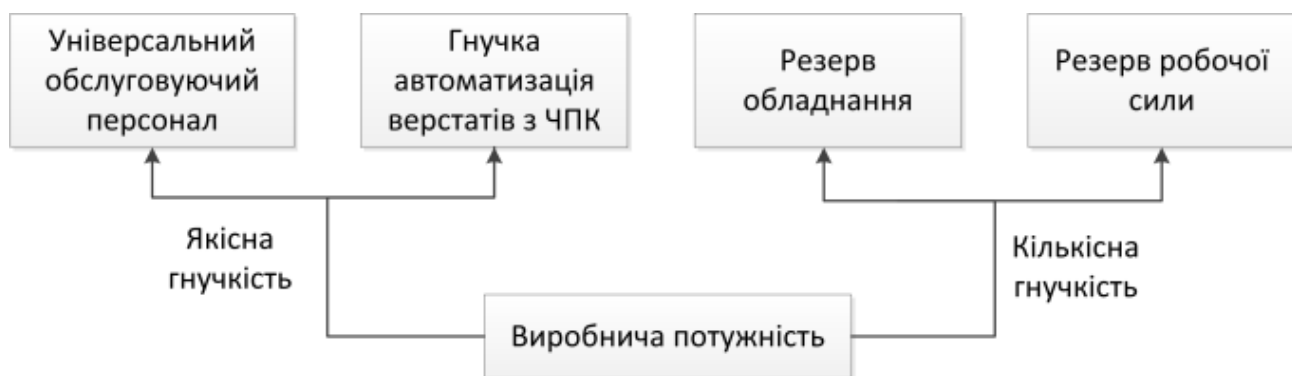 Універсальний
обслуговуючий
персонал
Гнучка
автоматизація
верстатів з ЧПК
Резерв
обладнання
Резерв робочої
сили
Якісна
гнучкість
Кількісна
гнучкість
Виробнича потужність